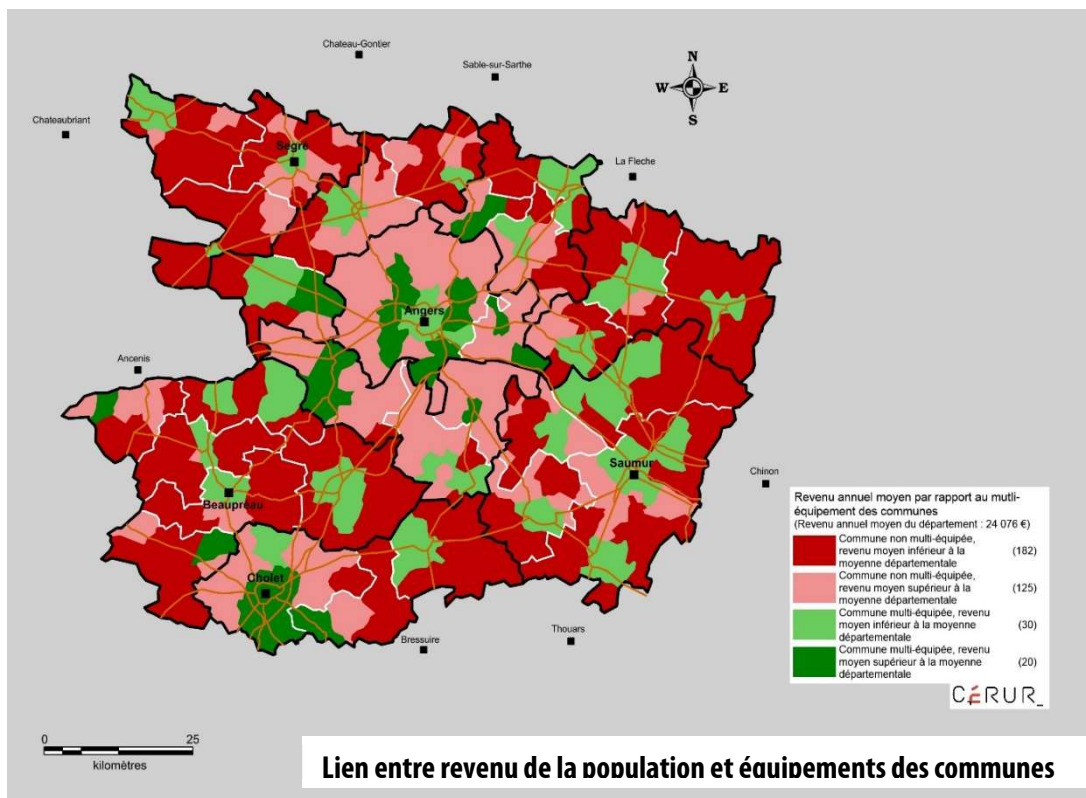 Chateau-Gontier
Sable-sur-Sarthe
N
W E
S
Chateaubriant
Segre
La Fleche
Angers
Ancenis
Saumur
Chinon
Beaupreau
Cholet
Thouars
Bressuire
Revenu annuel moyen par rapport au mutli-
équipement des communes
(Revenu annuel moyen du département : 24 076 €)
Commune non multi-équipée,
revenu moyen inférieur à la (182)
moyenne départementale
Commune non multi-équipée,
revenu moyen supérieur à la (125)
moyenne départementale
Commune multi-équipée, revenu
moyen inférieur à la moyenne (30)
départementale
Commune multi-équipée, revenu
moyen supérieur à la moyenne (20)
départementale
CÉRUR_
0 25
kilomètres
Lien entre revenu de la population et équipements des communes